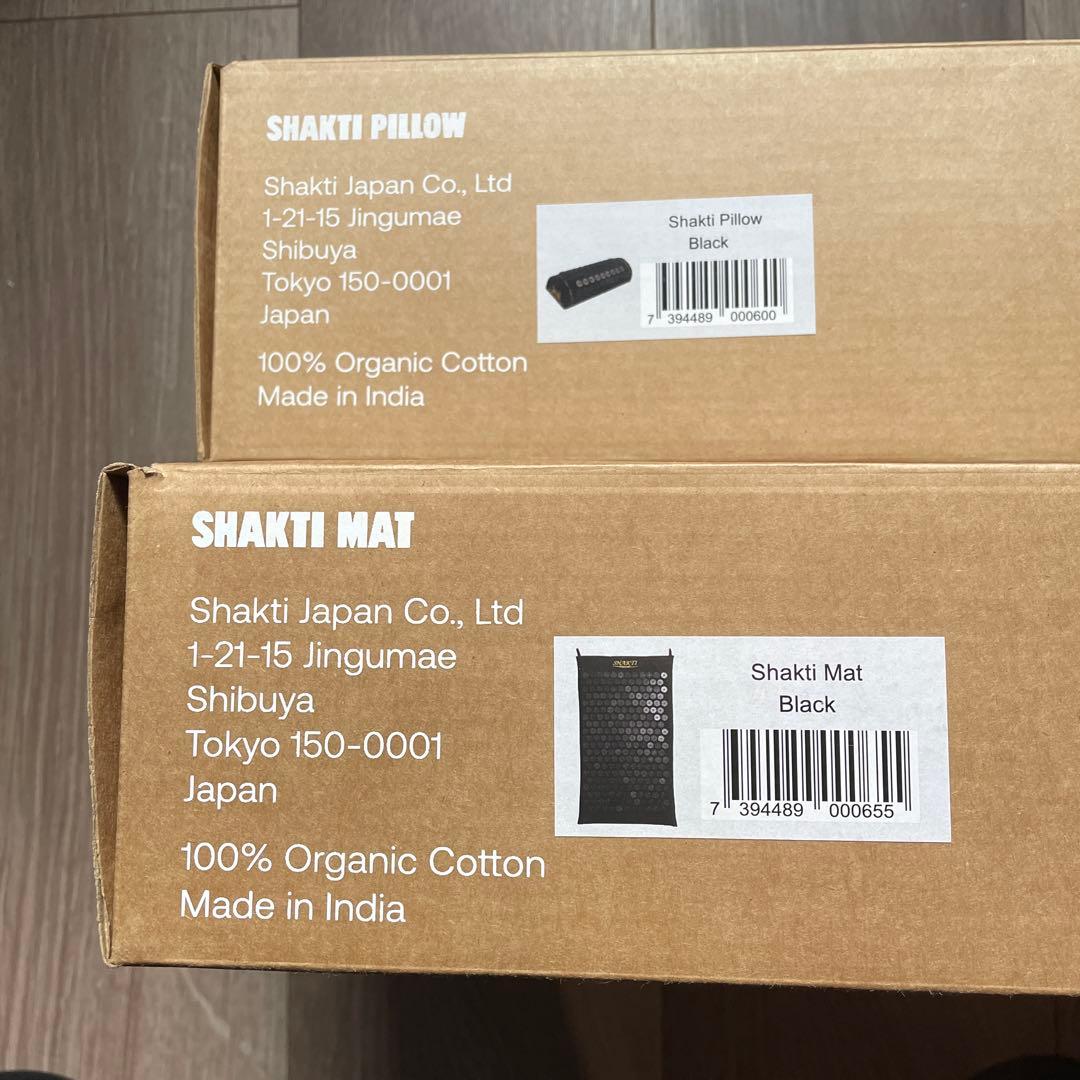 SHAKTI PILLOW
Shakti Japan Co., Ltd
1-21-15 Jingumae
Shibuya
Tokyo 150-0001
Japan
100% Organic Cotton
Made in India
Shakti Pillow
Black
7 394489 000600
SHAKTI MAT
Shakti Japan Co., Ltd
1-21-15 Jingumae
Shibuya
Tokyo 150-0001
Japan
100% Organic Cotton
Made in India
SHAKTI
Shakti Mat
Black
7 394489 000655